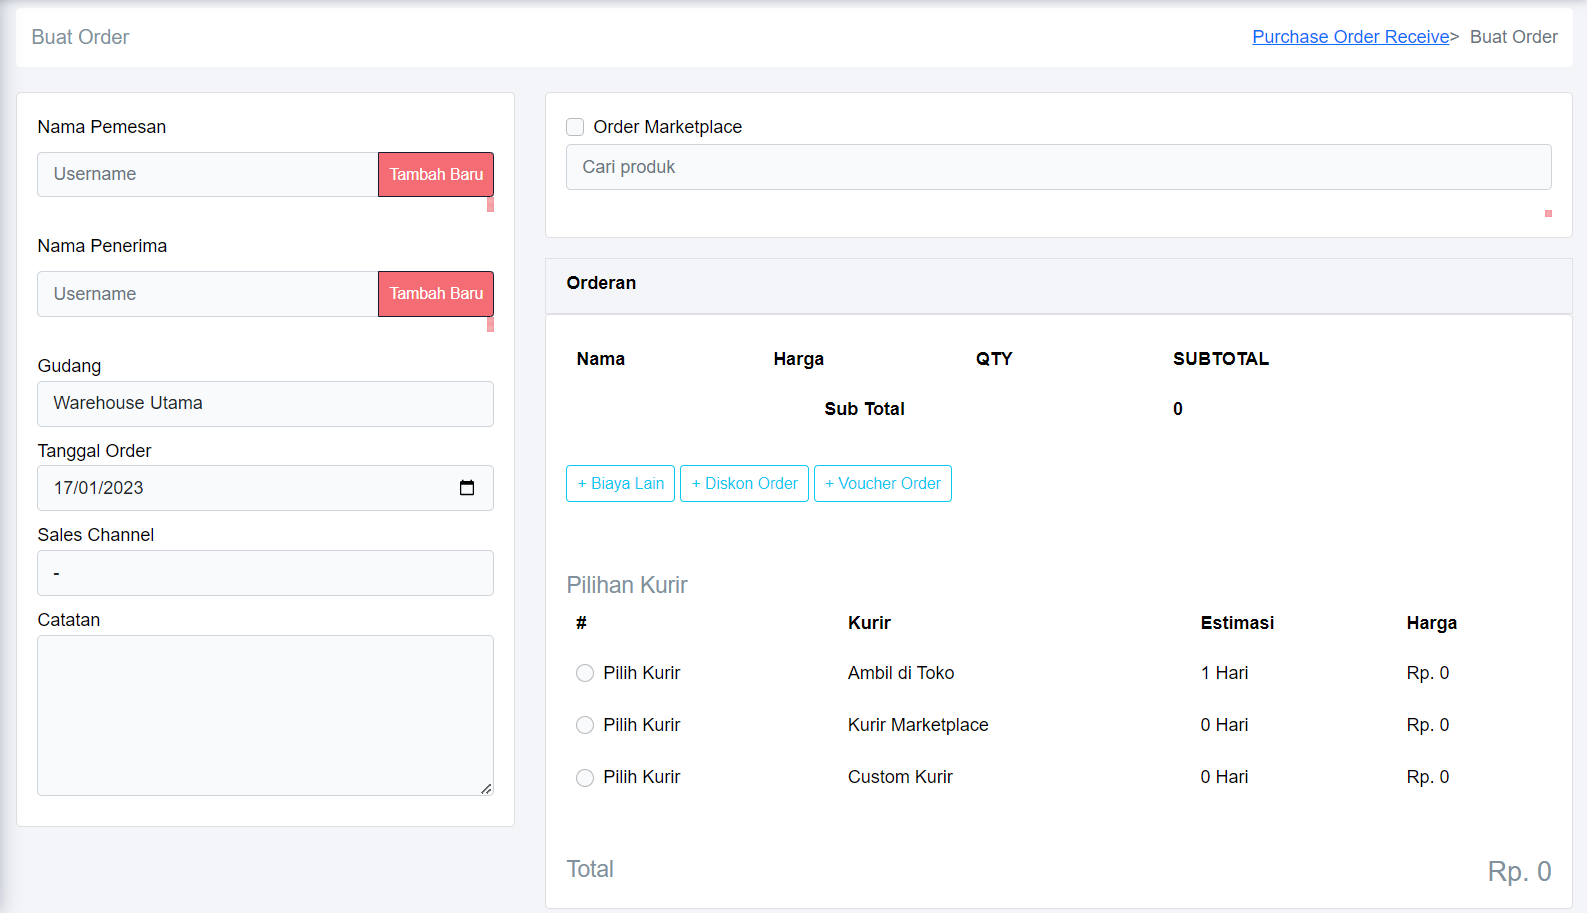 Buat Order
Purchase Order Receive> Buat Order
Nama Pemesan
Username
Tambah Baru
Nama Penerima
Username
Tambah Baru
Gudang
Warehouse Utama
Tanggal Order
17/01/2023
Sales Channel
-
Catatan
Order Marketplace
Cari produk
Orderan
Nama Harga QTY SUBTOTAL
Sub Total 0
+ Biaya Lain + Diskon Order + Voucher Order
Pilihan Kurir
# Kurir Estimasi Harga
Pilih Kurir Ambil di Toko 1 Hari Rp. 0
Pilih Kurir Kurir Marketplace 0 Hari Rp. 0
Pilih Kurir Custom Kurir 0 Hari Rp. 0
Total Rp. 0